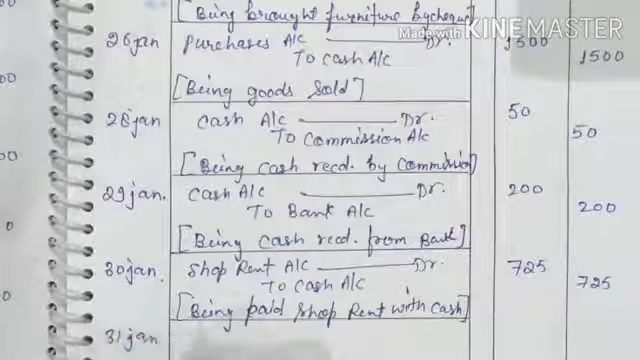 [Being brought furniture by cheque
Made with KINEMASTER
26 jan Purchases A/c Dr. 1500
To cash A/c 1500
[Being goods sold]
28 jan Cash A/c Dr. 50
To Commission A/c 50
[Being cash recd. by Commission]
29 jan. Cash A/c Dr. 200
To Bank A/c 200
[Being cash recd. from Bank]
30 jan. Shop Rent A/c Dr. 725
To cash A/c 725
[Being paid Shop Rent with cash]
31 jan